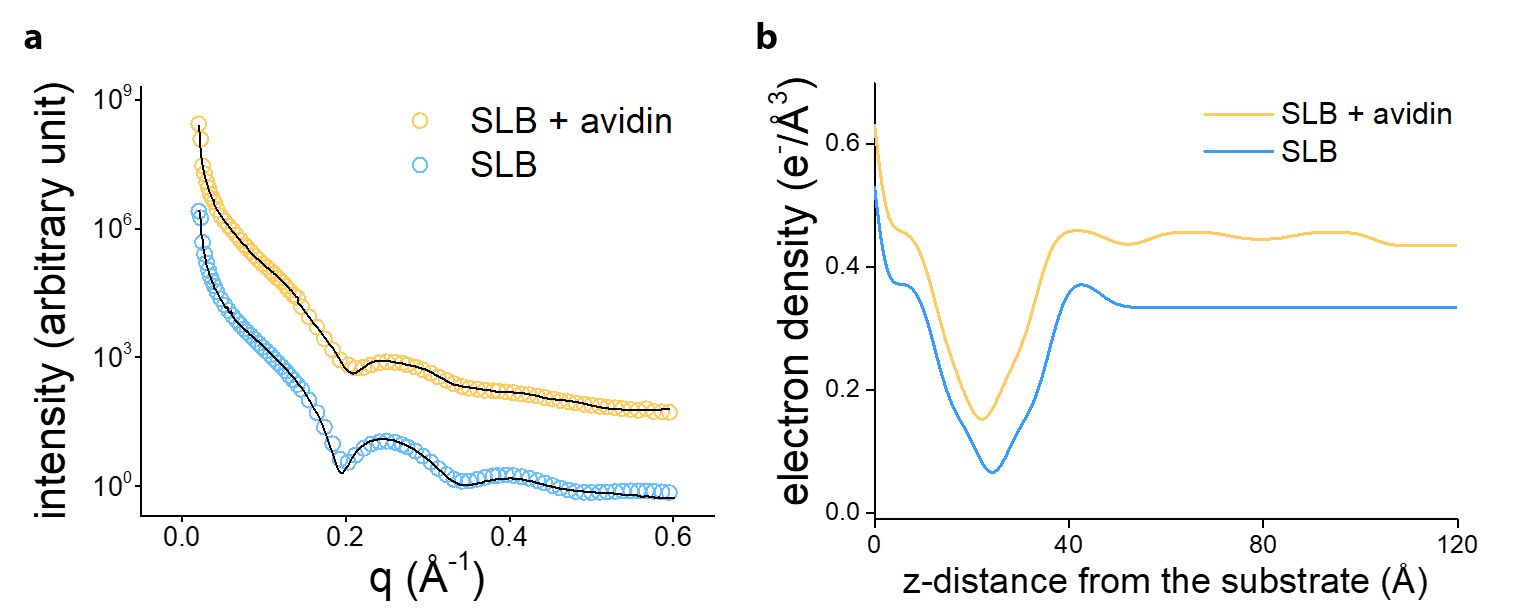 a
intensity (arbitrary unit)
10⁹
10⁶
10³
10⁰
SLB + avidin
SLB
0.0
0.2
0.4
0.6
q (Å⁻¹)
b
electron density (e⁻/Å³)
0.6
0.4
0.2
0.0
SLB + avidin
SLB
0
40
80
120
z-distance from the substrate (Å)